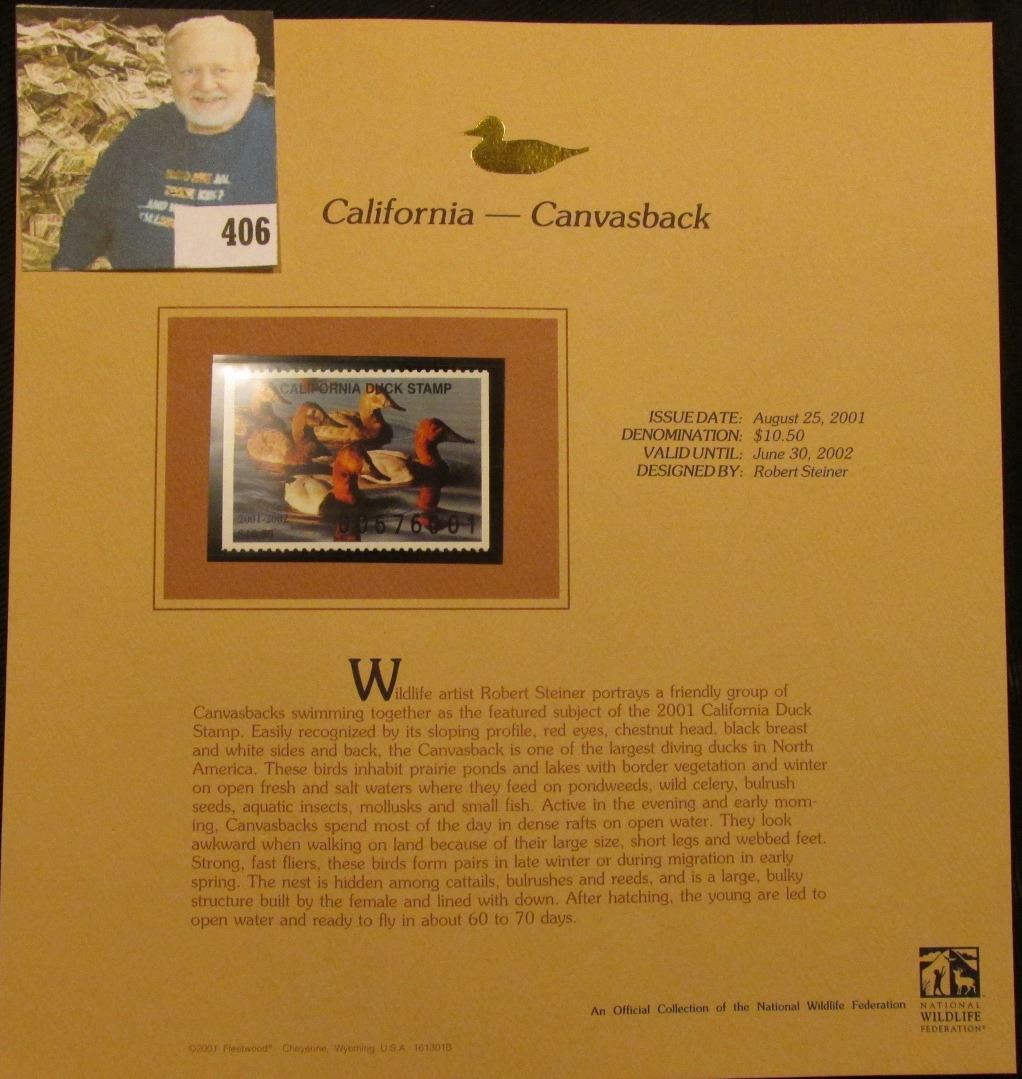 406
California — Canvasback
CALIFORNIA DUCK STAMP
2001-2002
$10.50
00676001
ISSUE DATE: August 25, 2001
DENOMINATION: $10.50
VALID UNTIL: June 30, 2002
DESIGNED BY: Robert Steiner
Wildlife artist Robert Steiner portrays a friendly group of
Canvasbacks swimming together as the featured subject of the 2001 California Duck
Stamp. Easily recognized by its sloping profile, red eyes, chestnut head, black breast
and white sides and back, the Canvasback is one of the largest diving ducks in North
America. These birds inhabit prairie ponds and lakes with border vegetation and winter
on open fresh and salt waters where they feed on pondweeds, wild celery, bulrush
seeds, aquatic insects, mollusks and small fish. Active in the evening and early morn-
ing, Canvasbacks spend most of the day in dense rafts on open water. They look
awkward when walking on land because of their large size, short legs and webbed feet.
Strong, fast fliers, these birds form pairs in late winter or during migration in early
spring. The nest is hidden among cattails, bulrushes and reeds, and is a large, bulky
structure built by the female and lined with down. After hatching, the young are led to
open water and ready to fly in about 60 to 70 days.
An Official Collection of the National Wildlife Federation
NATIONAL
WILDLIFE
FEDERATION®
©2001 Fleetwood® Cheyenne, Wyoming U.S.A. 161301B